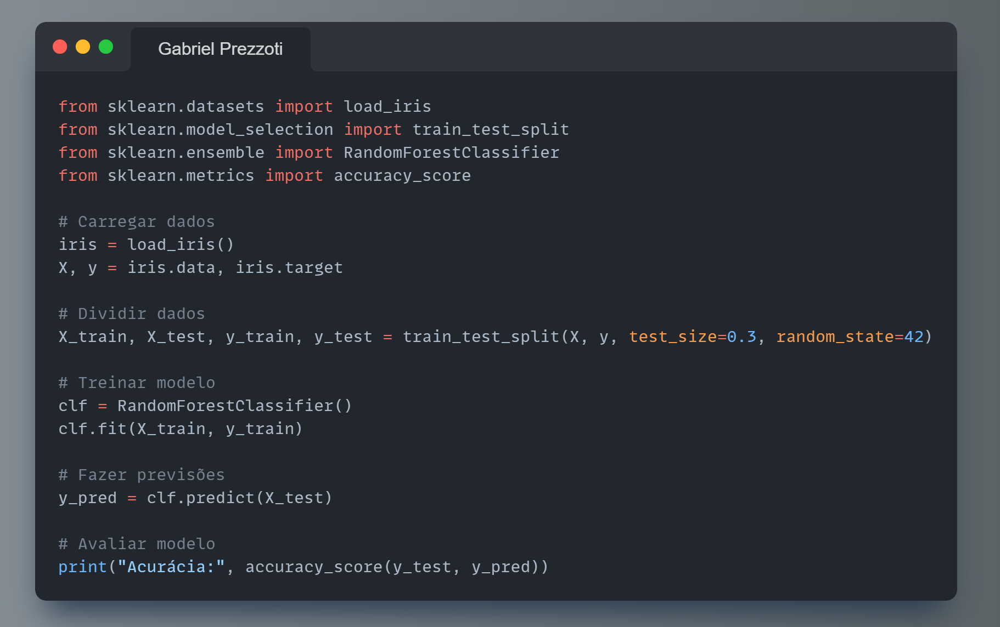 Gabriel Prezzoti
from sklearn.datasets import load_iris
from sklearn.model_selection import train_test_split
from sklearn.ensemble import RandomForestClassifier
from sklearn.metrics import accuracy_score
# Carregar dados
iris = load_iris()
X, y = iris.data, iris.target
# Dividir dados
X_train, X_test, y_train, y_test = train_test_split(X, y, test_size=0.3, random_state=42)
# Treinar modelo
clf = RandomForestClassifier()
clf.fit(X_train, y_train)
# Fazer previsões
y_pred = clf.predict(X_test)
# Avaliar modelo
print("Acurácia:", accuracy_score(y_test, y_pred))